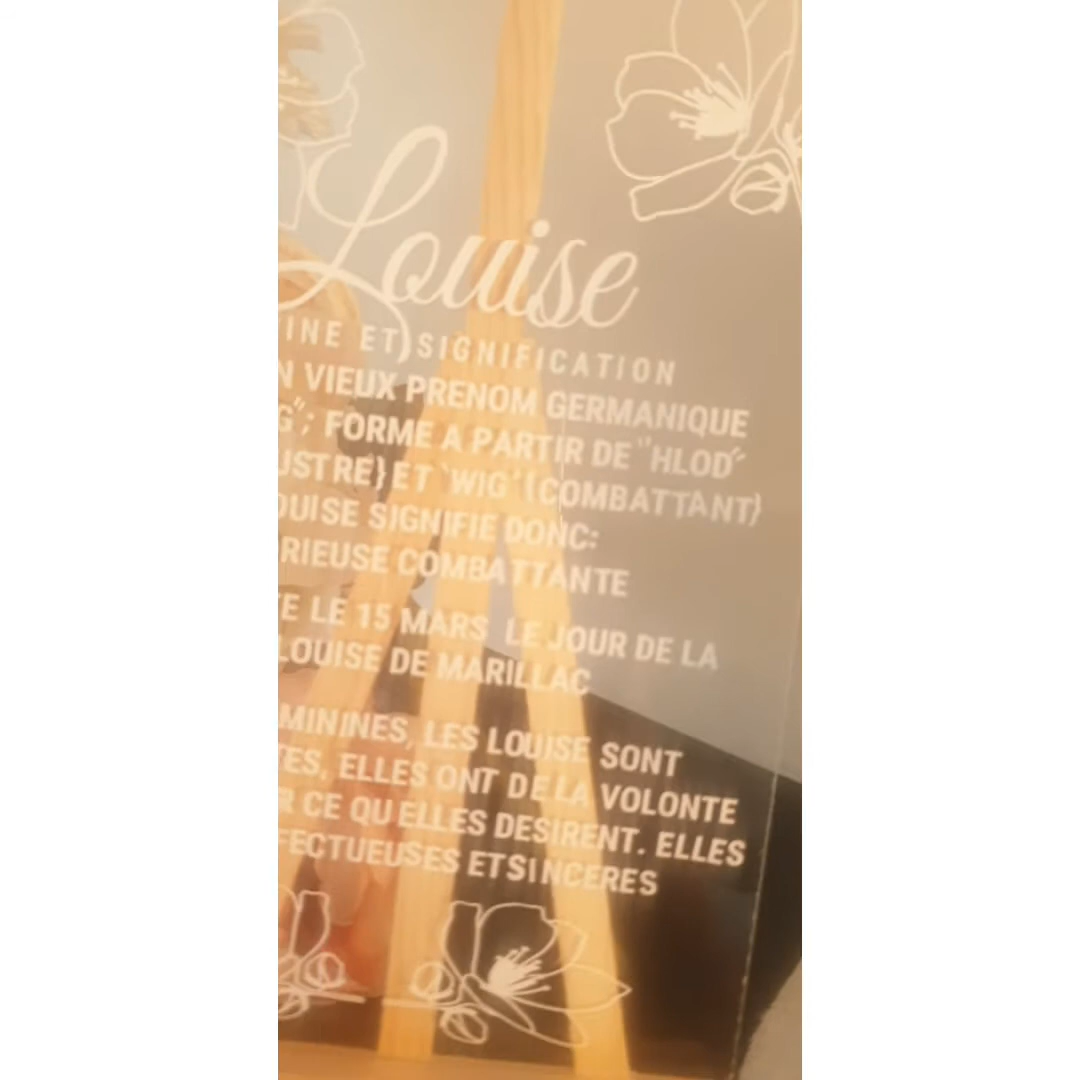 Louise
INE ET SIGNIFICATION
N VIEUX PRENOM GERMANIQUE
G"; FORME A PARTIR DE "HLOD"
USTRE} ET `WIG´ {COMBATTANT}
OUISE SIGNIFIE DONC:
RIEUSE COMBATTANTE
E LE 15 MARS LE JOUR DE LA
LOUISE DE MARILLAC
MININES, LES LOUISE SONT
TES, ELLES ONT DE LA VOLONTE
R CE QU ELLES DESIRENT. ELLES
FECTUEUSES ETSINCERES